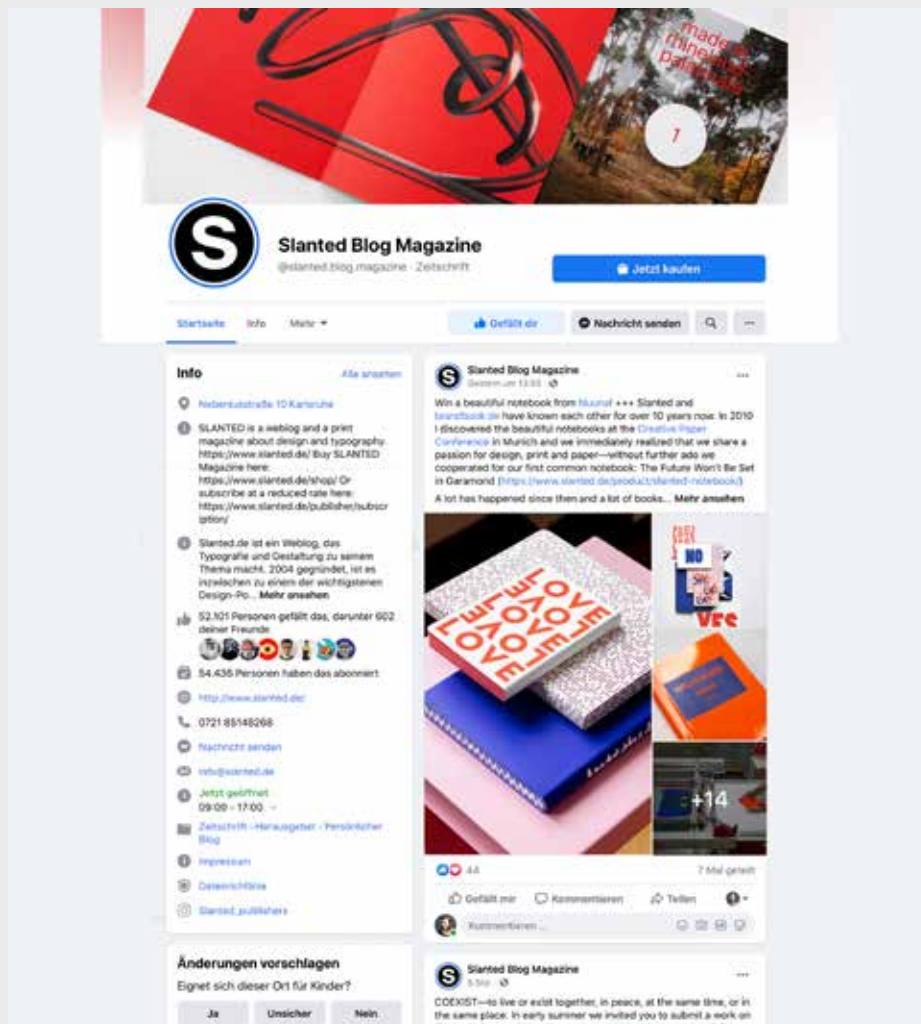 made in
rhineland
palatinate
1
S
Slanted Blog Magazine
@slanted.blog.magazine · Zeitschrift
Jetzt kaufen
Startseite
Info
Mehr
Gefällt dir
Nachricht senden
Info
Alle ansehen
Nebeniusstraße 10 Karlsruhe
SLANTED is a weblog and a print
magazine about design and typography.
https://www.slanted.de/ Buy SLANTED
Magazine here:
https://www.slanted.de/shop/ Or
subscribe at a reduced rate here:
https://www.slanted.de/publisher/subscr
iption/
Slanted.de ist ein Weblog, das
Typografie und Gestaltung zu seinem
Thema macht. 2004 gegründet, ist es
inzwischen zu einem der wichtigstenen
Design-Po... Mehr ansehen
52.101 Personen gefällt das, darunter 602
deiner Freunde
54.436 Personen haben das abonniert
http://www.slanted.de/
0721 85148268
Nachricht senden
info@slanted.de
Jetzt geöffnet
09:00 - 17:00
Zeitschrift · Herausgeber · Persönlicher
Blog
Impressum
Datenrichtlinie
Slanted_publishers
Änderungen vorschlagen
Eignet sich dieser Ort für Kinder?
Ja
Unsicher
Nein
S
Slanted Blog Magazine
Gestern um 13:55
Win a beautiful notebook from Nuuna! +++ Slanted and
brandbook.de have known each other for over 10 years now. In 2010
I discovered the beautiful notebooks at the Creative Paper
Conference in Munich and we immediately realized that we share a
passion for design, print and paper—without further ado we
cooperated for our first common notebook: The Future Won't Be Set
in Garamond (https://www.slanted.de/product/slanted-notebook/)
A lot has happened since then and a lot of books... Mehr ansehen
LOVE
LOVE
LOVE
LOVE
NO
YES
+14
44
7 Mal geteilt
Gefällt mir
Kommentieren
Teilen
Kommentieren ...
S
Slanted Blog Magazine
5 Std.
COEXIST—to live or exist together, in peace, at the same time, or in
the same place. In early summer we invited you to submit a work on